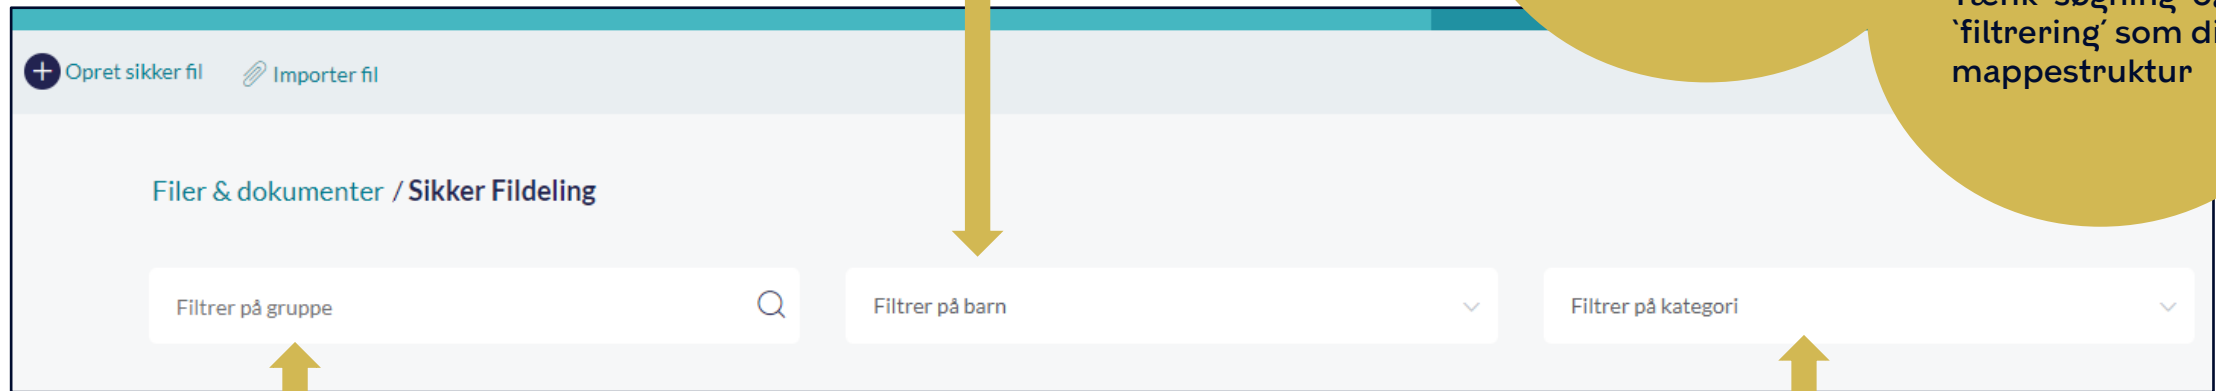 `filtrering´ som
mappestruktur
Opret sikker fil
Importer fil
Filer & dokumenter / Sikker Fildeling
Filtrer på gruppe
Filtrer på barn
Filtrer på kategori